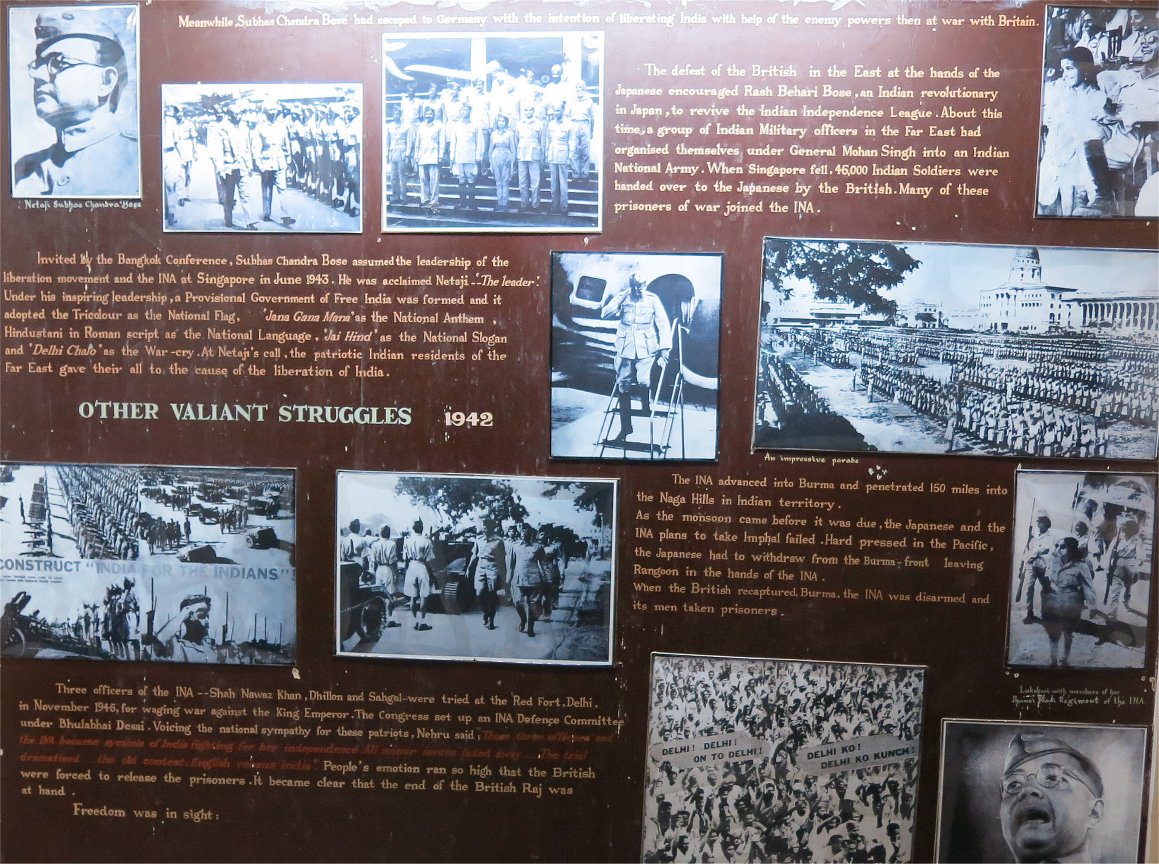 Meanwhile, Subhas Chandra Bose had escaped to Germany with the intention of liberating India with help of the enemy powers then at war with Britain.
Netaji Subhas Chandra Bose
The defeat of the British in the East at the hands of the
Japanese encouraged Rash Behari Bose, an Indian revolutionary
in Japan, to revive the Indian Independence League. About this
time, a group of Indian Military officers in the Far East had
organised themselves under General Mohan Singh into an Indian
National Army. When Singapore fell, 45,000 Indian Soldiers were
handed over to the Japanese by the British. Many of these
prisoners of war joined the INA.
Invited by the Bangkok Conference, Subhas Chandra Bose assumed the leadership of the
liberation movement and the INA at Singapore in June 1943. He was acclaimed Netaji--'The leader'.
Under his inspiring leadership, a Provisional Government of Free India was formed and it
adopted the Tricolour as the National Flag, 'Jana Gana Mana' as the National Anthem
Hindustani in Roman script as the National Language, 'Jai Hind' as the National Slogan
and 'Delhi Chalo' as the War-cry. At Netaji's call, the patriotic Indian residents of the
Far East gave their all to the cause of the liberation of India.
OTHER VALIANT STRUGGLES 1942
An impressive parade
CONSTRUCT "INDIA FOR THE INDIANS"
The INA advanced into Burma and penetrated 150 miles into
the Naga Hills in Indian territory.
As the monsoon came before it was due, the Japanese and the
INA plans to take Imphal failed. Hard pressed in the Pacific,
the Japanese had to withdraw from the Burma-front leaving
Rangoon in the hands of the INA.
When the British recaptured Burma, the INA was disarmed and
its men taken prisoners.
Lakshmi with members of her
Jhansi Rani Regiment of the INA
Three officers of the INA--Shah Nawaz Khan, Dhillon and Sahgal--were tried at the Red Fort, Delhi,
in November 1945, for waging war against the King Emperor. The Congress set up an INA Defence Committee
under Bhulabhai Desai. Voicing the national sympathy for these patriots, Nehru said, These three officers and
the INA became symbols of India fighting for her independence All minor issues faded away ... The trial
dramatised ... the old contest, English versus India". People's emotion ran so high that the British
were forced to release the prisoners. It became clear that the end of the British Raj was
at hand.
Freedom was in sight:
DELHI! DELHI!
ON TO DELHI!
DELHI KO!
DELHI KO KUNCH!